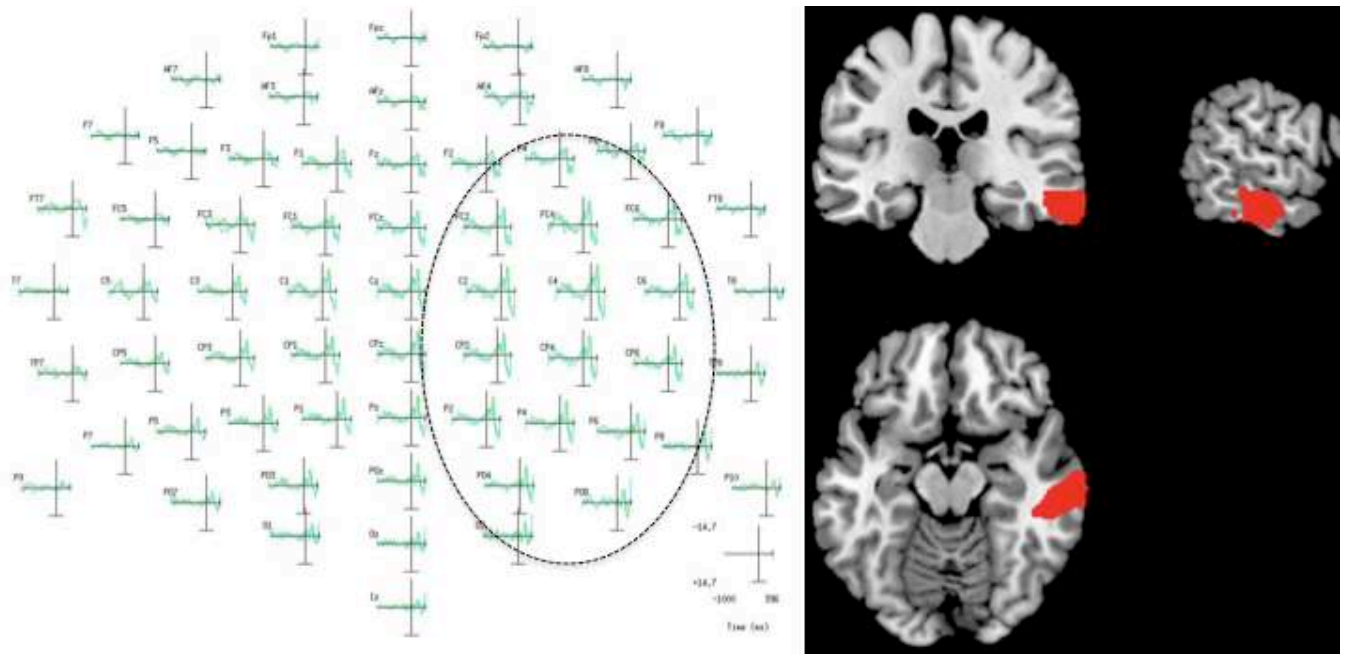 Fp1 Fpz Fp2
AF7 AF8
AF3 AFz AF4
F7 F8
F5 F3 F1 Fz F2 F4
FT7 FC5 FC3 FC1 FCz FC2 FC4 FC6 FT8
T7 C5 C3 C1 Cz C2 C4 C6 T8
TP7 CP5 CP3 CP1 CPz CP2 CP4 CP6 TP8
P7 P5 P3 P1 Pz P2 P4 P6 P8
P9 PO7 PO3 POz PO4 PO8 P10
O1 Oz
-14.7
+14.7
-1000
Iz
Time (ms)